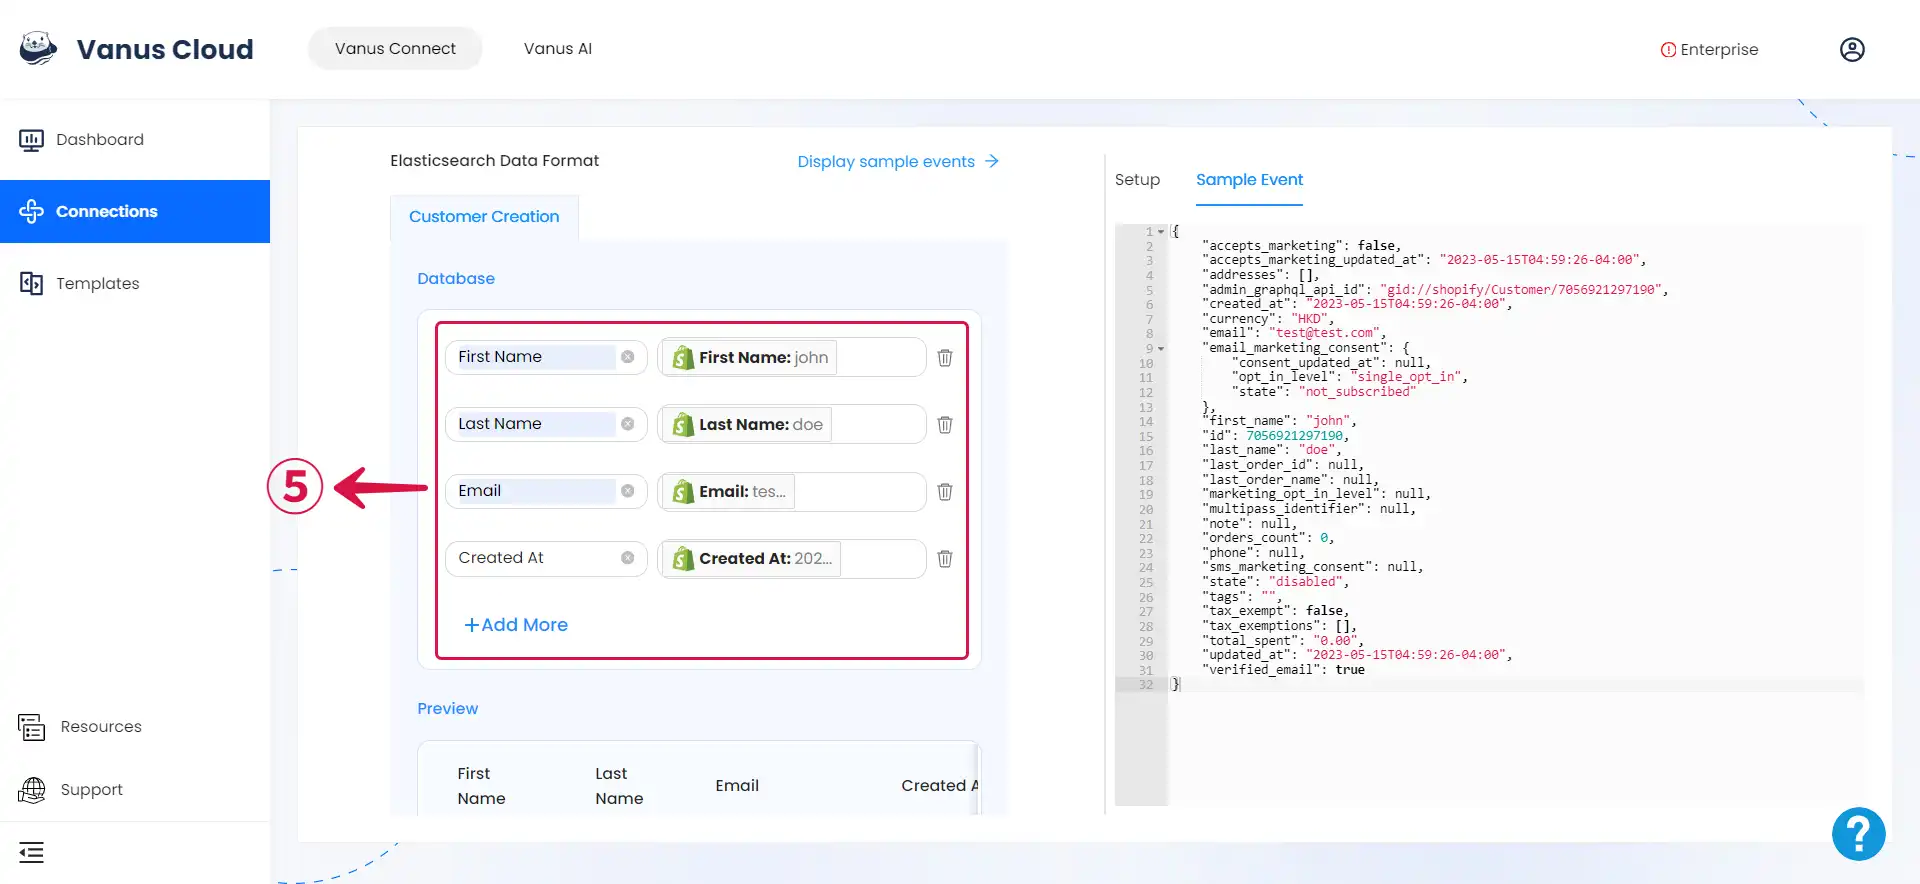 Vanus Cloud
Vanus Connect
Vanus AI
Enterprise
Dashboard
Connections
Templates
Resources
Support
Elasticsearch Data Format
Display sample events →
Customer Creation
Database
First Name
First Name: john
Last Name
Last Name: doe
5
Email
Email: tes...
Created At
Created At: 202...
+Add More
Preview
First Name
Last Name
Email
Created A
Setup
Sample Event
1 {
2 "accepts_marketing": false,
3 "accepts_marketing_updated_at": "2023-05-15T04:59:26-04:00",
4 "addresses": [],
5 "admin_graphql_api_id": "gid://shopify/Customer/7056921297190",
6 "created_at": "2023-05-15T04:59:26-04:00",
7 "currency": "HKD",
8 "email": "test@test.com",
9 "email_marketing_consent": {
10 "consent_updated_at": null,
11 "opt_in_level": "single_opt_in",
12 "state": "not_subscribed"
13 },
14 "first_name": "john",
15 "id": 7056921297190,
16 "last_name": "doe",
17 "last_order_id": null,
18 "last_order_name": null,
19 "marketing_opt_in_level": null,
20 "multipass_identifier": null,
21 "note": null,
22 "orders_count": 0,
23 "phone": null,
24 "sms_marketing_consent": null,
25 "state": "disabled",
26 "tags": "",
27 "tax_exempt": false,
28 "tax_exemptions": [],
29 "total_spent": "0.00",
30 "updated_at": "2023-05-15T04:59:26-04:00",
31 "verified_email": true
32 }
?